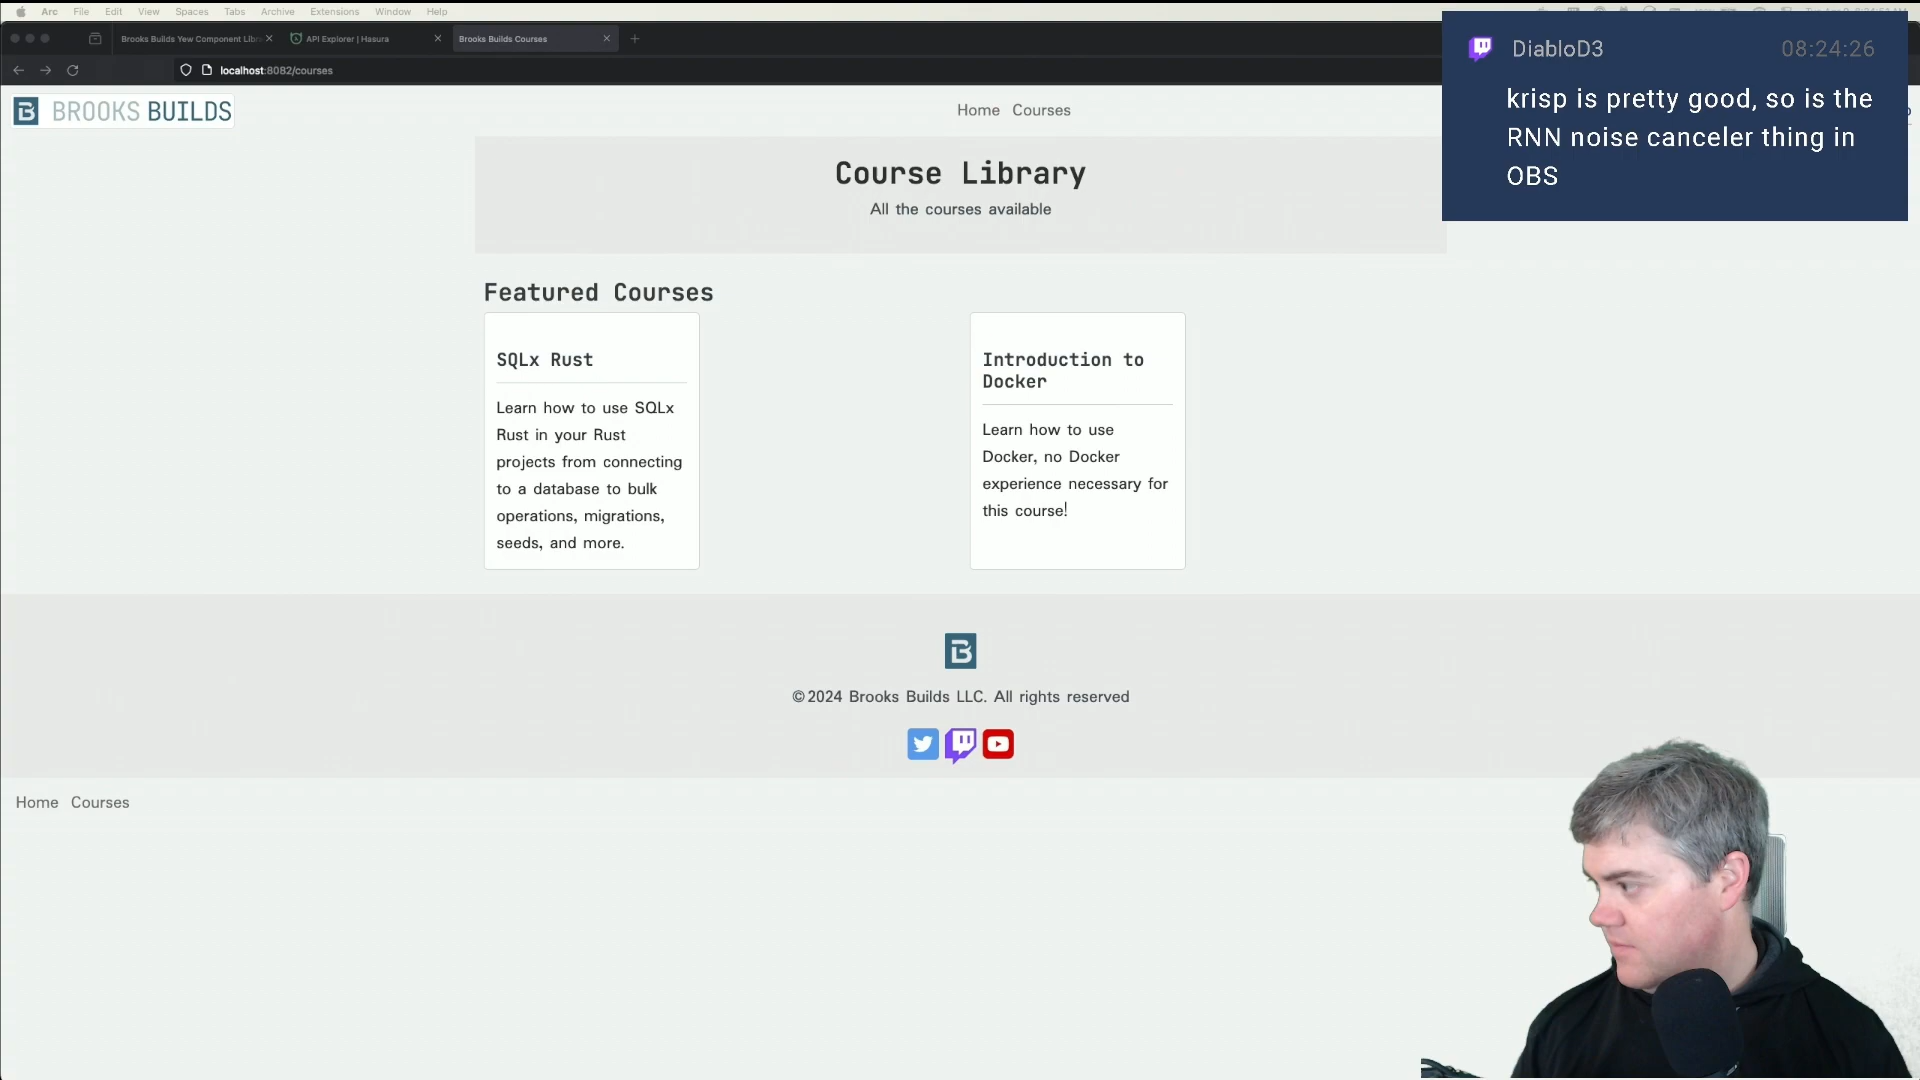 Arc File Edit View Spaces Tabs Archive Extensions Window Help
Brooks Builds Yew Component Libr
API Explorer | Hasura
Brooks Builds Courses
localhost:8082/courses
DiabloD3
08:24:26
krisp is pretty good, so is the
RNN noise canceler thing in
OBS
BROOKS BUILDS
Home Courses
Course Library
All the courses available
Featured Courses
SQLx Rust
Learn how to use SQLx
Rust in your Rust
projects from connecting
to a database to bulk
operations, migrations,
seeds, and more.
Introduction to
Docker
Learn how to use
Docker, no Docker
experience necessary for
this course!
©2024 Brooks Builds LLC. All rights reserved
Home Courses